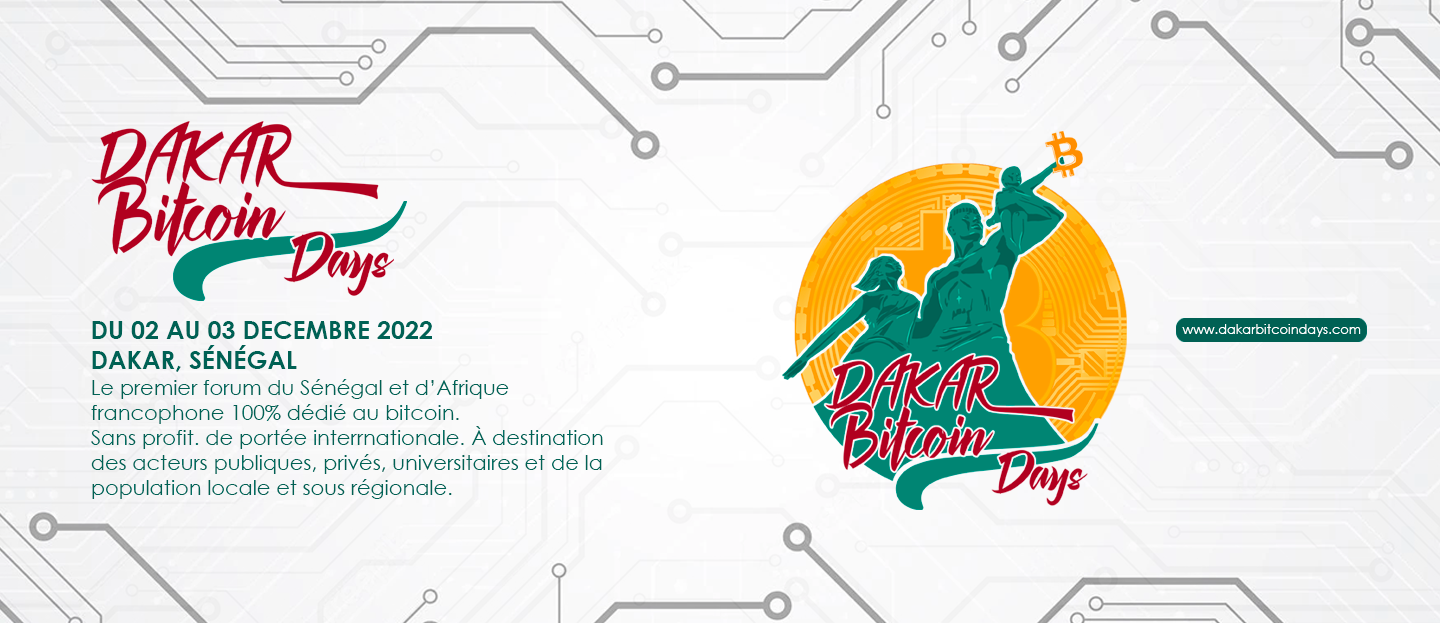 DAKAR
Bitcoin
Days
DU 02 AU 03 DECEMBRE 2022
DAKAR, SÉNÉGAL
Le premier forum du Sénégal et d'Afrique
francophone 100% dédié au bitcoin.
Sans profit. de portée interrnationale. À destination
des acteurs publiques, privés, universitaires et de la
population locale et sous régionale.
DAKAR
Bitcoin
Days
www.dakarbitcoindays.com